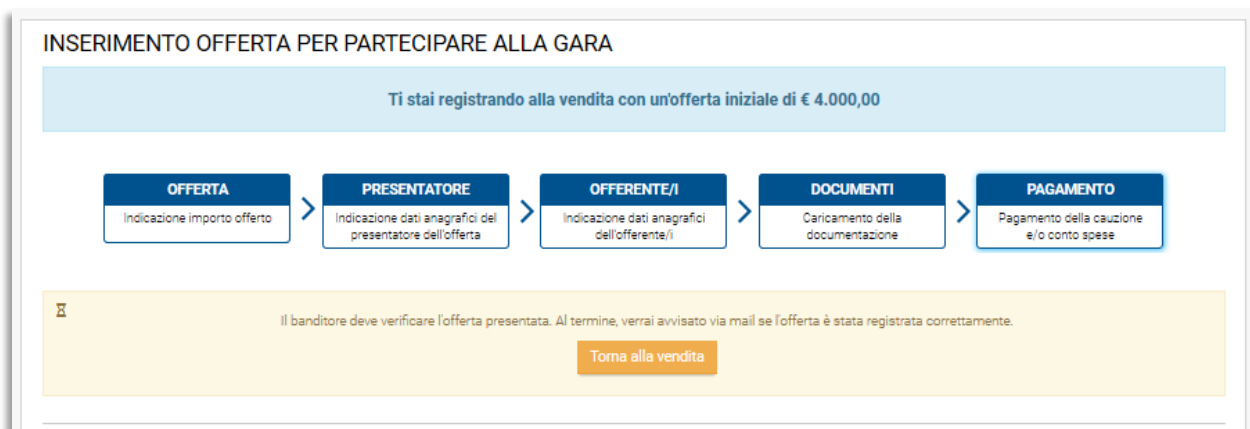 INSERIMENTO OFFERTA PER PARTECIPARE ALLA GARA
Ti stai registrando alla vendita con un'offerta iniziale di € 4.000,00
OFFERTA
Indicazione importo offerto
PRESENTATORE
Indicazione dati anagrafici del
presentatore dell'offerta
OFFERENTE/I
Indicazione dati anagrafici
dell'offerente/i
DOCUMENTI
Caricamento della
documentazione
PAGAMENTO
Pagamento della cauzione
e/o conto spese
Il banditore deve verificare l'offerta presentata. Al termine, verrai avvisato via mail se l'offerta è stata registrata correttamente.
Torna alla vendita